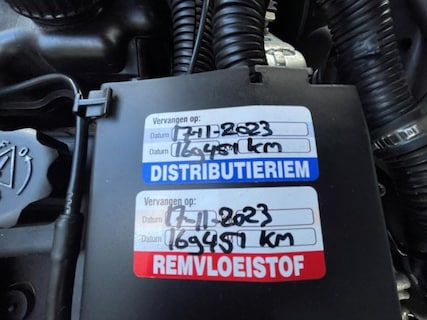 Vervangen op:
Datum 17-11-2023
Datum 169451 km
DISTRIBUTIERIEM
Vervangen op:
Datum 17-11-2023
Datum 169451 km
REMVLOEISTOF